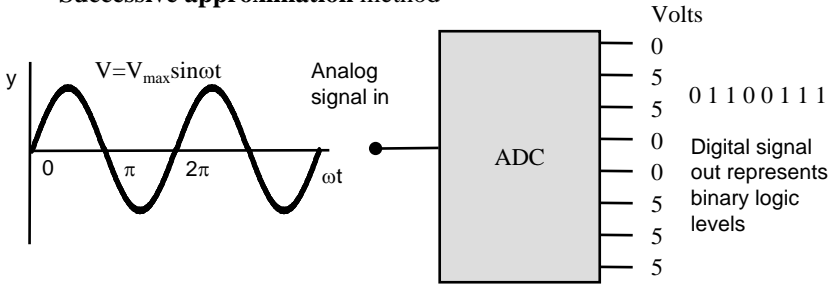 Successive approximation method
y
V=Vmaxsinωt
0
π
2π
ωt
Analog
signal in
ADC
Volts
0
5
5
0
0
5
5
5
0 1 1 0 0 1 1 1
Digital signal
out represents
binary logic
levels